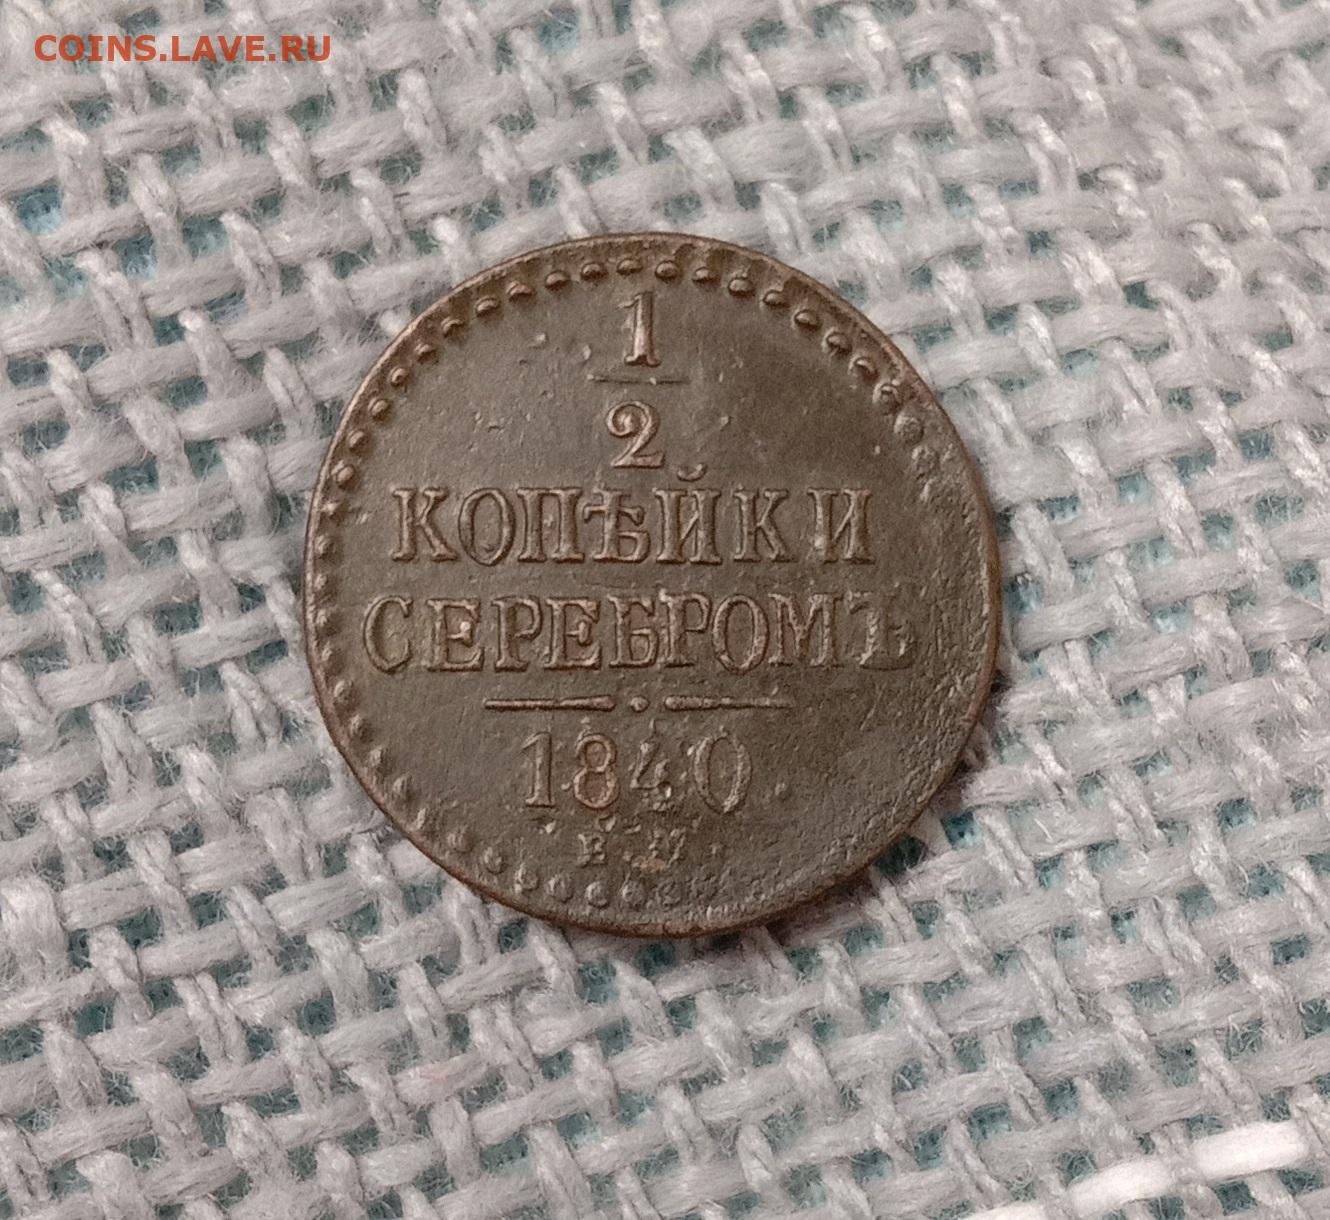 COINS.LAVE.RU
1
2
КОПѢЙКИ
СЕРЕБРОМЪ
1840